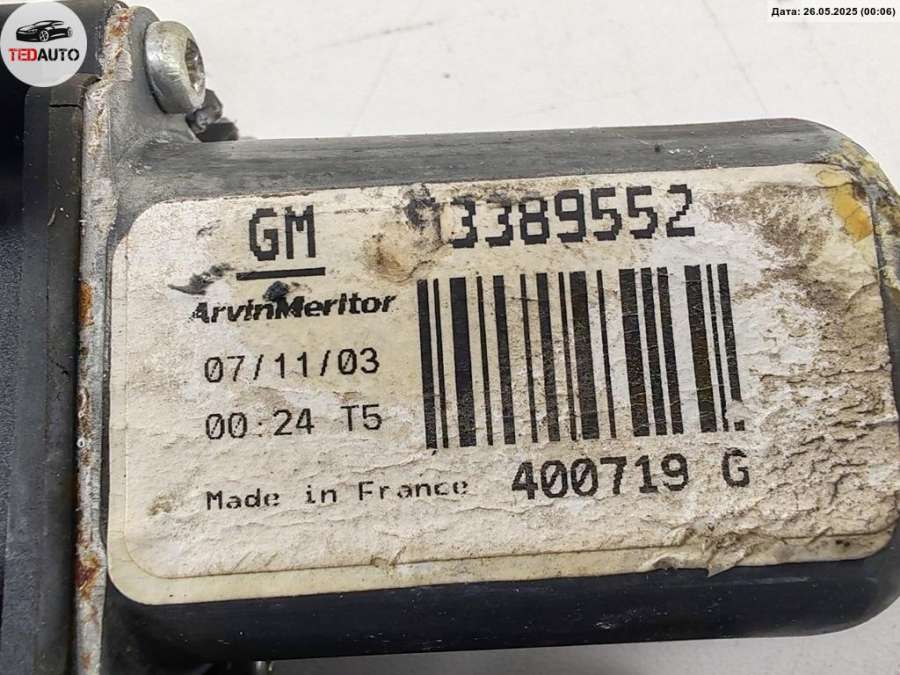 Дата: 26.05.2025 (00:06)
TEDAUTO
GM
3389552
ArvinMeritor
07/11/03
00:24 T5
Made in France
400719 G